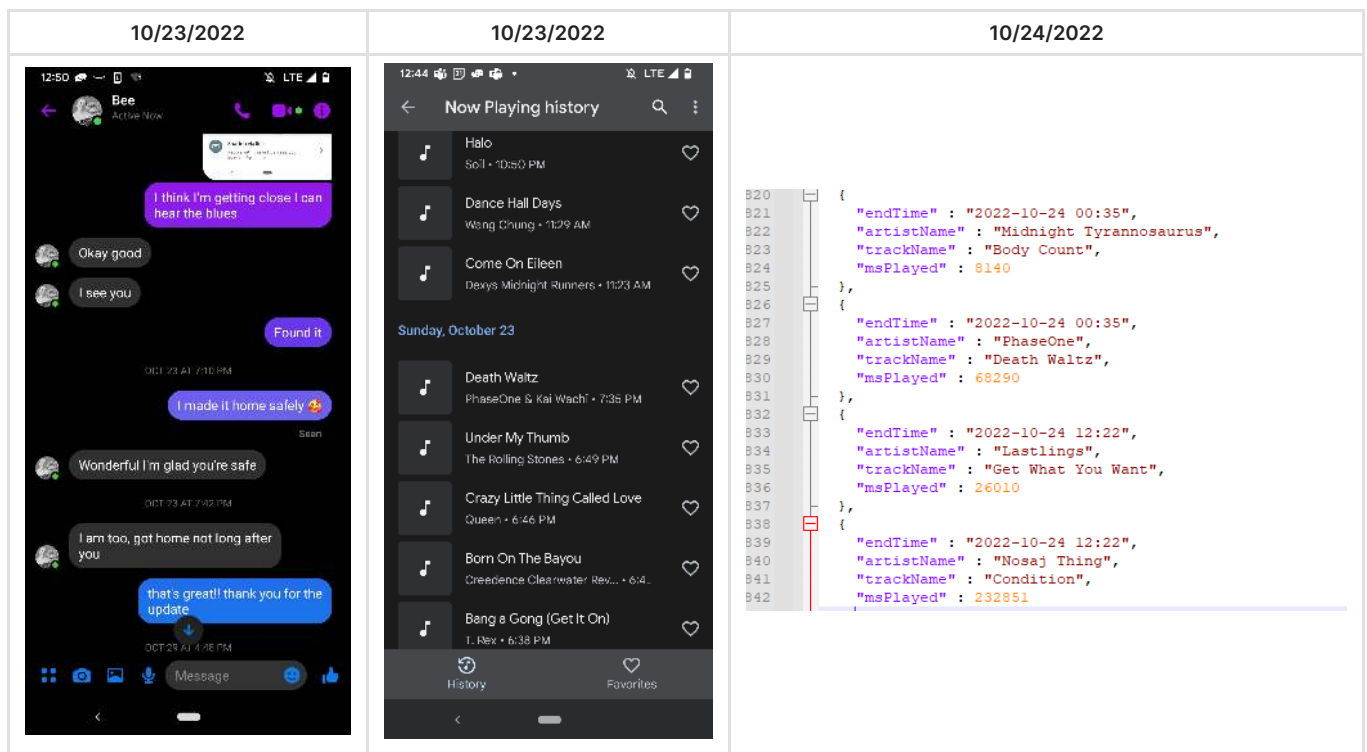 10/23/2022
10/23/2022
10/24/2022
12:50
LTE
Bee
Active Now
I think I'm getting close I can
hear the blues
Okay good
I see you
Found it
OCT 23 AT 7:10 PM
I made it home safely 🥰
Seen
Wonderful I'm glad you're safe
OCT 23 AT 7:42 PM
I am too, got home not long after
you
that's great!! thank you for the
update
OCT 29 AT 4:48 PM
Message
12:44
31
LTE
Now Playing history
Halo
Soil • 10:50 PM
Dance Hall Days
Wang Chung • 11:29 AM
Come On Eileen
Dexys Midnight Runners • 11:23 AM
Sunday, October 23
Death Waltz
PhaseOne & Kai Wachi • 7:35 PM
Under My Thumb
The Rolling Stones • 6:49 PM
Crazy Little Thing Called Love
Queen • 6:46 PM
Born On The Bayou
Creedence Clearwater Rev... • 6:4..
Bang a Gong (Get It On)
T. Rex • 6:38 PM
History
Favorites
820 {
821 "endTime" : "2022-10-24 00:35",
822 "artistName" : "Midnight Tyrannosaurus",
823 "trackName" : "Body Count",
824 "msPlayed" : 8140
825 },
826 {
827 "endTime" : "2022-10-24 00:35",
828 "artistName" : "PhaseOne",
829 "trackName" : "Death Waltz",
830 "msPlayed" : 68290
831 },
832 {
833 "endTime" : "2022-10-24 12:22",
834 "artistName" : "Lastlings",
835 "trackName" : "Get What You Want",
836 "msPlayed" : 26010
837 },
838 {
839 "endTime" : "2022-10-24 12:22",
840 "artistName" : "Nosaj Thing",
841 "trackName" : "Condition",
842 "msPlayed" : 232851